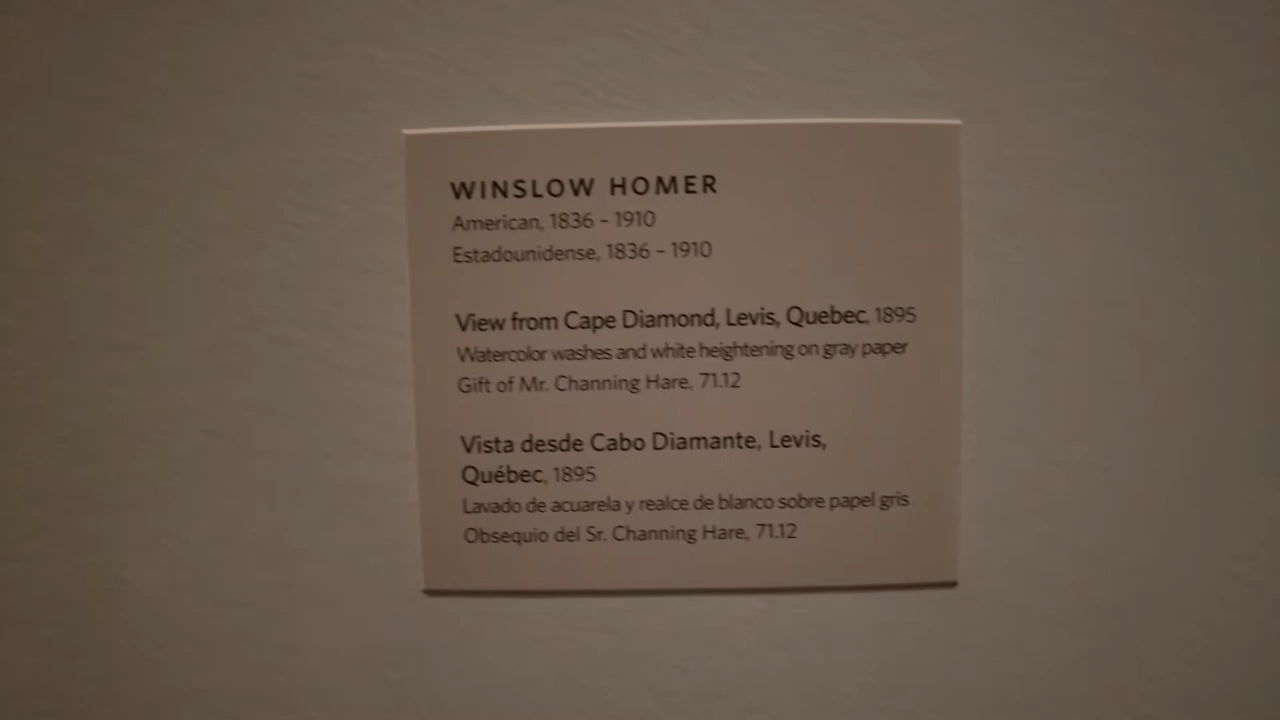 WINSLOW HOMER
American, 1836 – 1910
Estadounidense, 1836 – 1910
View from Cape Diamond, Levis, Quebec, 1895
Watercolor washes and white heightening on gray paper
Gift of Mr. Channing Hare, 71.12
Vista desde Cabo Diamante, Levis,
Québec, 1895
Lavado de acuarela y realce de blanco sobre papel gris
Obsequio del Sr. Channing Hare, 71.12